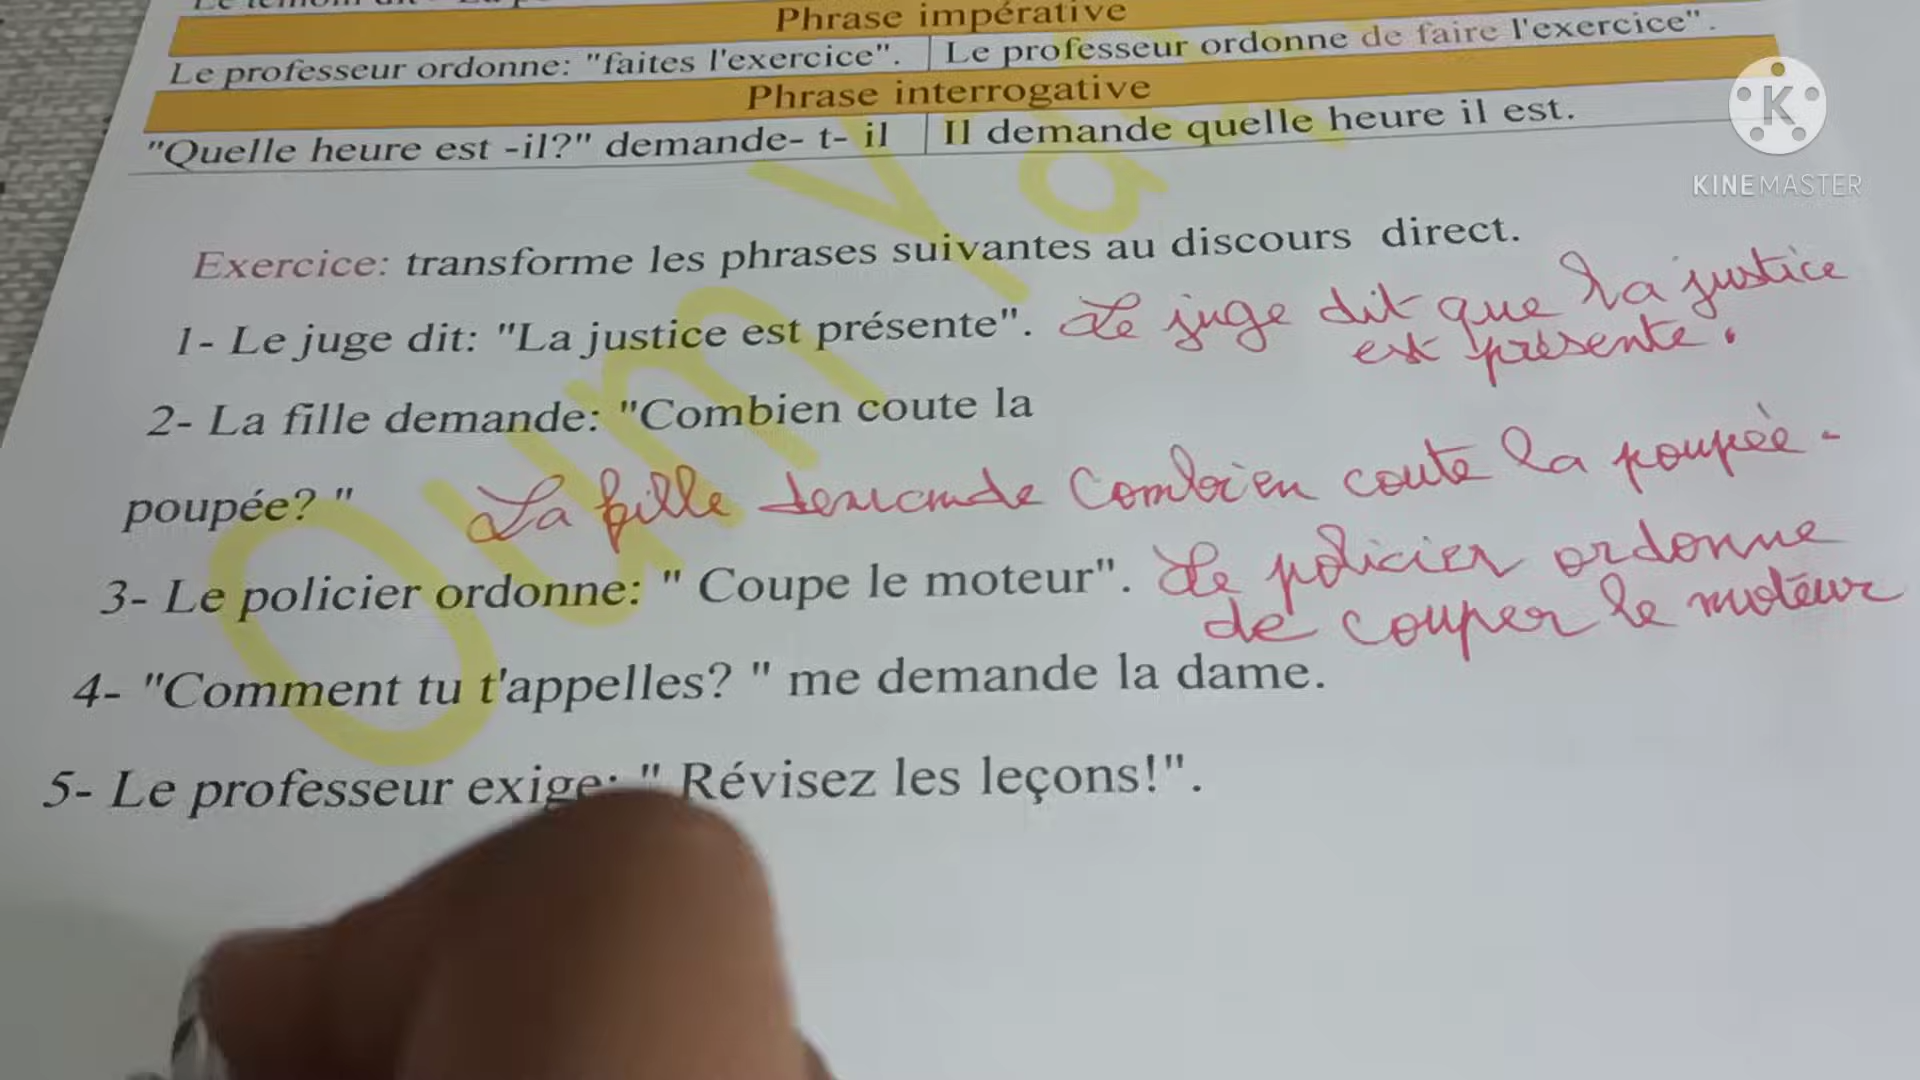 Phrase impérative
Le professeur ordonne: "faites l'exercice". Le professeur ordonne de faire l'exercice".
Phrase interrogative
"Quelle heure est -il?" demande- t- il Il demande quelle heure il est.
KINEMASTER
Exercice: transforme les phrases suivantes au discours direct.
1- Le juge dit: "La justice est présente". Le juge dit que la justice
est présente.
2- La fille demande: "Combien coute la
poupée? " La fille demande Combien coute la poupée.
3- Le policier ordonne: " Coupe le moteur". Le policier ordonne
de couper le moteur
4- "Comment tu t'appelles? " me demande la dame.
5- Le professeur exige: " Révisez les leçons!".
Oum Ya